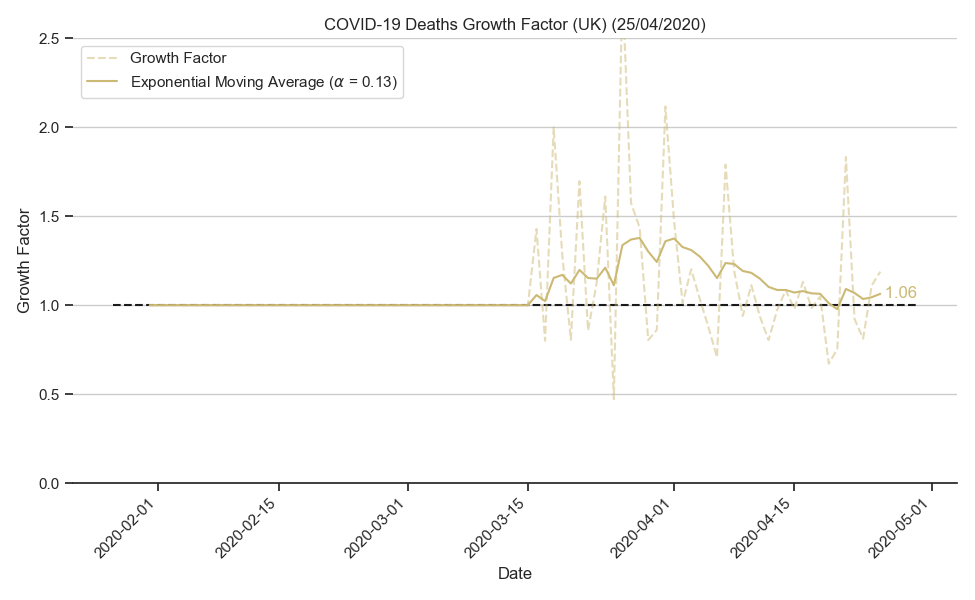 COVID-19 Deaths Growth Factor (UK) (25/04/2020)
Growth Factor
Exponential Moving Average (α = 0.13)
2.5
2.0
1.5
1.0
0.5
0.0
Growth Factor
1.06
2020-02-01
2020-02-15
2020-03-01
2020-03-15
2020-04-01
2020-04-15
2020-05-01
Date